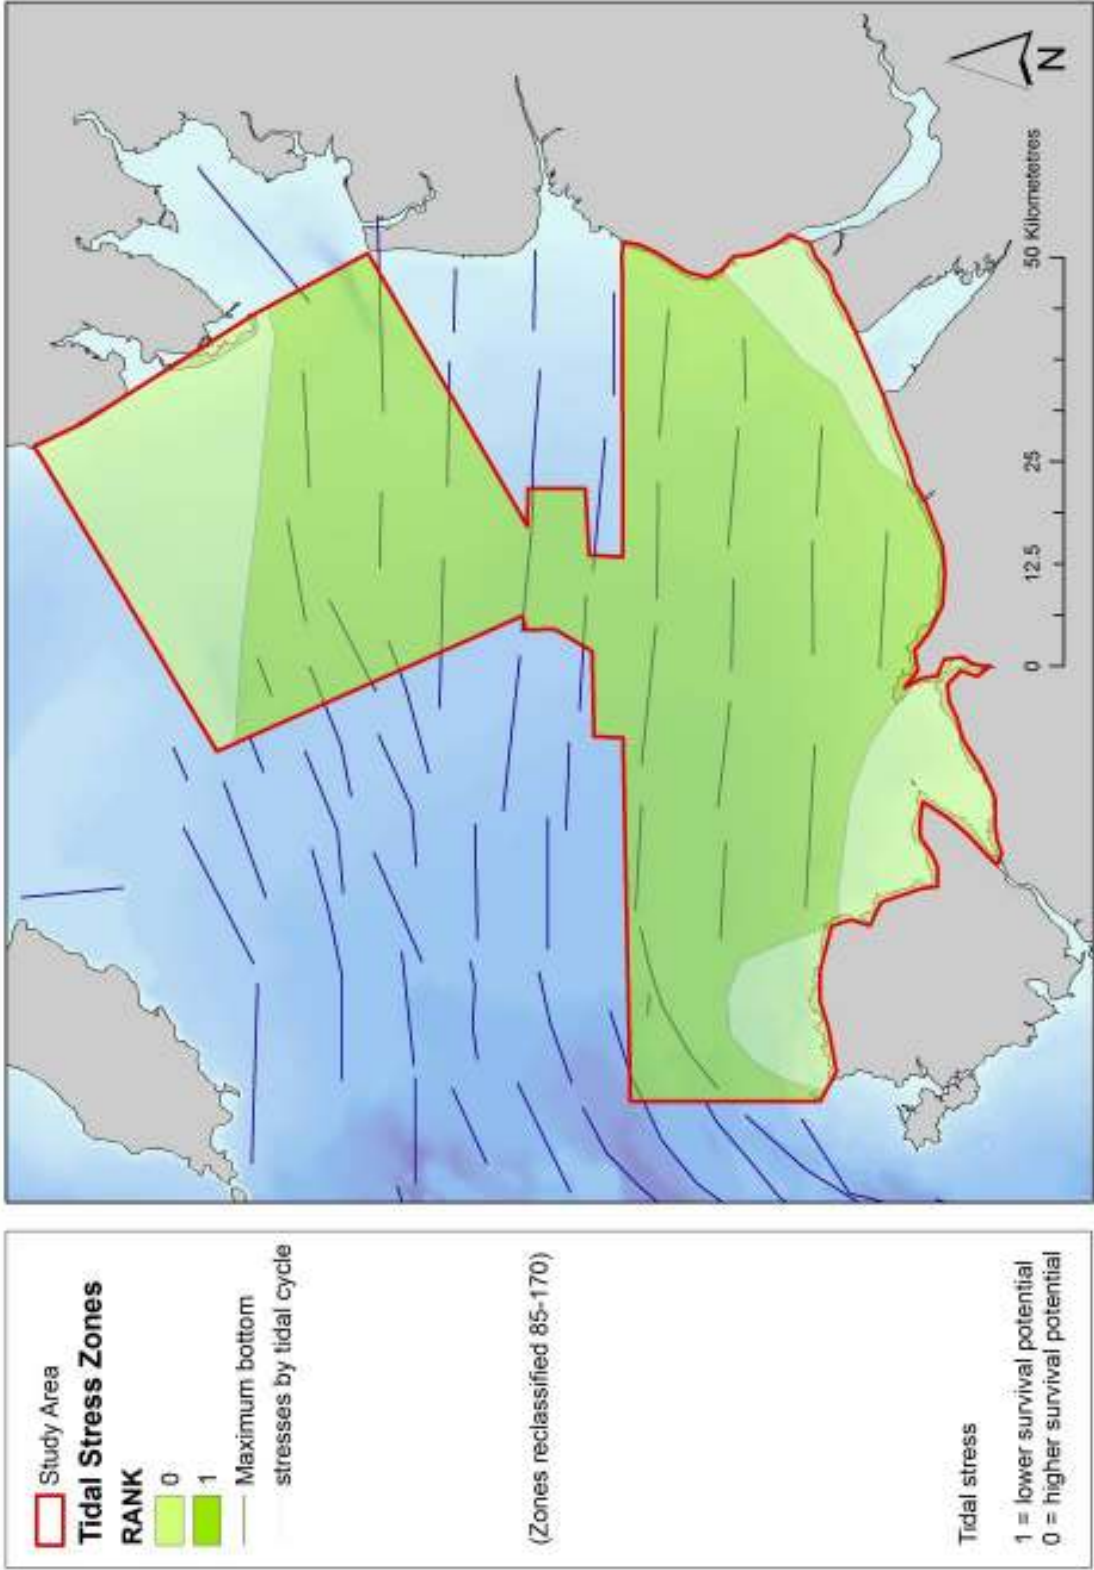 Study Area
Tidal Stress Zones
RANK
0
1
Maximum bottom
stresses by tidal cycle
(Zones reclassified 85-170)
Tidal stress
1 = lower survival potential
0 = higher survival potential
0 12.5 25 50 Kilometetres
N